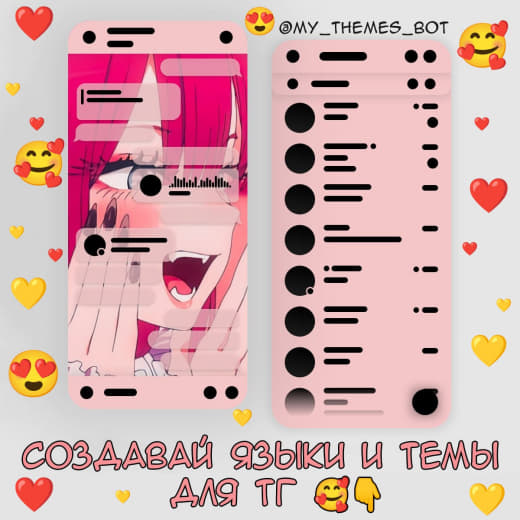 @MY_THEMES_BOT
СОЗДАВАЙ ЯЗЫКИ И ТЕМЫ
ДЛЯ ТГ 🥰👇